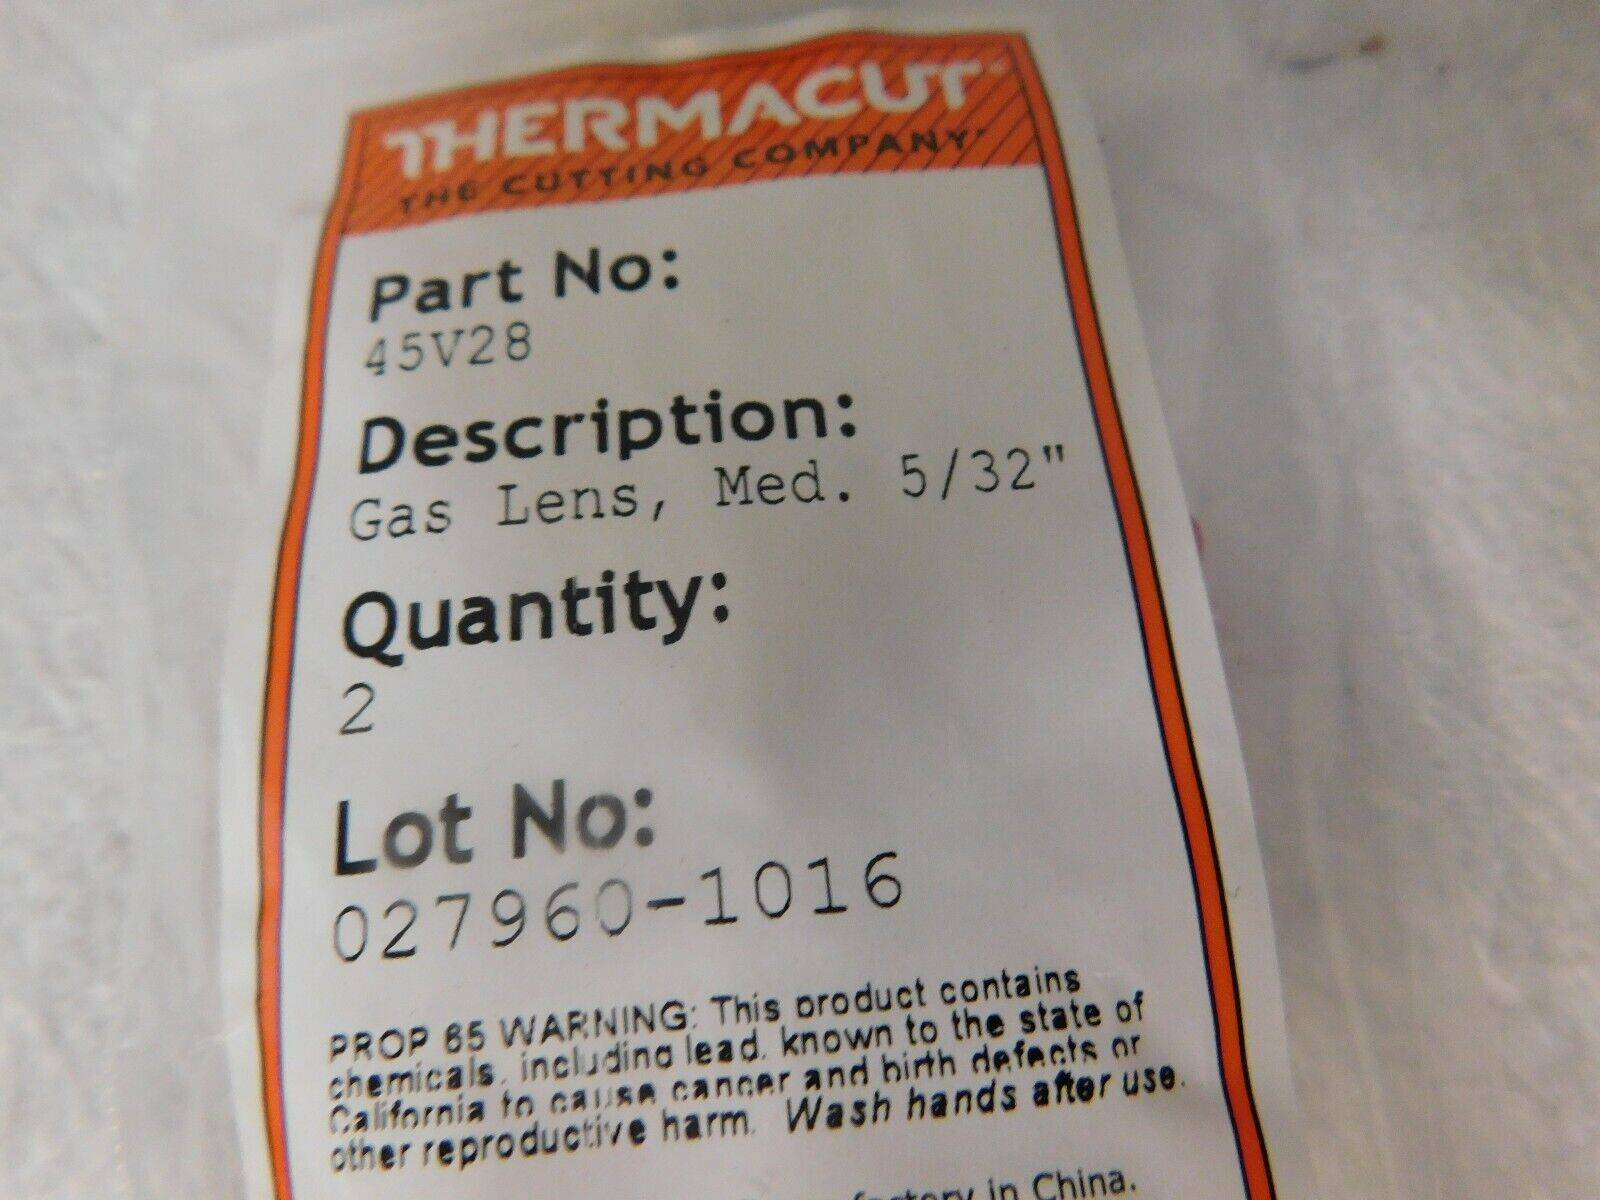 THERMACUT
THE CUTTING COMPANY
Part No:
45V28
Description:
Gas Lens, Med. 5/32"
Quantity:
2
Lot No:
027960-1016
PROP 65 WARNING: This product contains
chemicals, including lead, known to the state of
California to cause cancer and birth defects or
other reproductive harm. Wash hands after use.
factory in China.